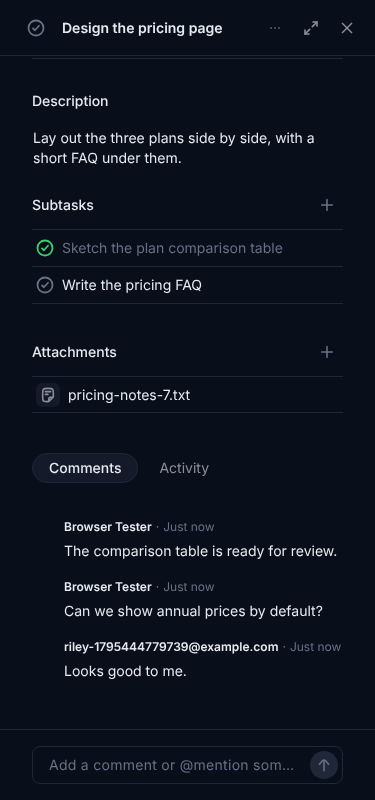 Design the pricing page
Description
Lay out the three plans side by side, with a
short FAQ under them.
Subtasks
Sketch the plan comparison table
Write the pricing FAQ
Attachments
pricing-notes-7.txt
Comments
Activity
Browser Tester · Just now
The comparison table is ready for review.
Browser Tester · Just now
Can we show annual prices by default?
riley-1795444779739@example.com · Just now
Looks good to me.
Add a comment or @mention som...